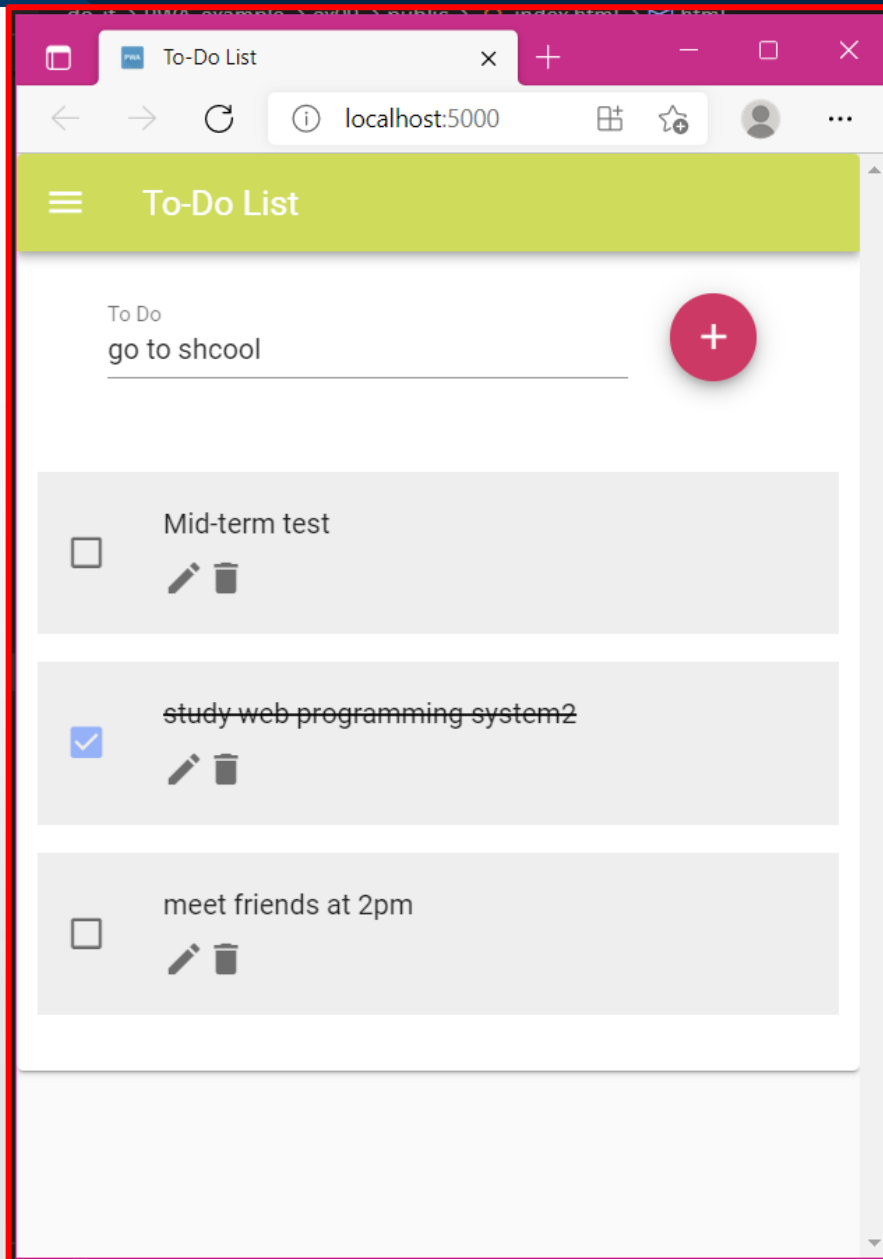 To-Do List
localhost:5000
To-Do List
To Do
go to shcool
Mid-term test
study web programming system2
meet friends at 2pm